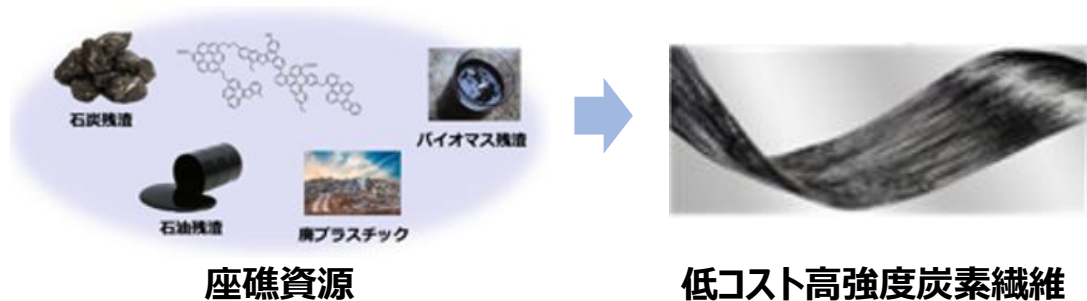 石炭残渣
バイオマス残渣
石油残渣
廃プラスチック
座礁資源
低コスト高強度炭素繊維